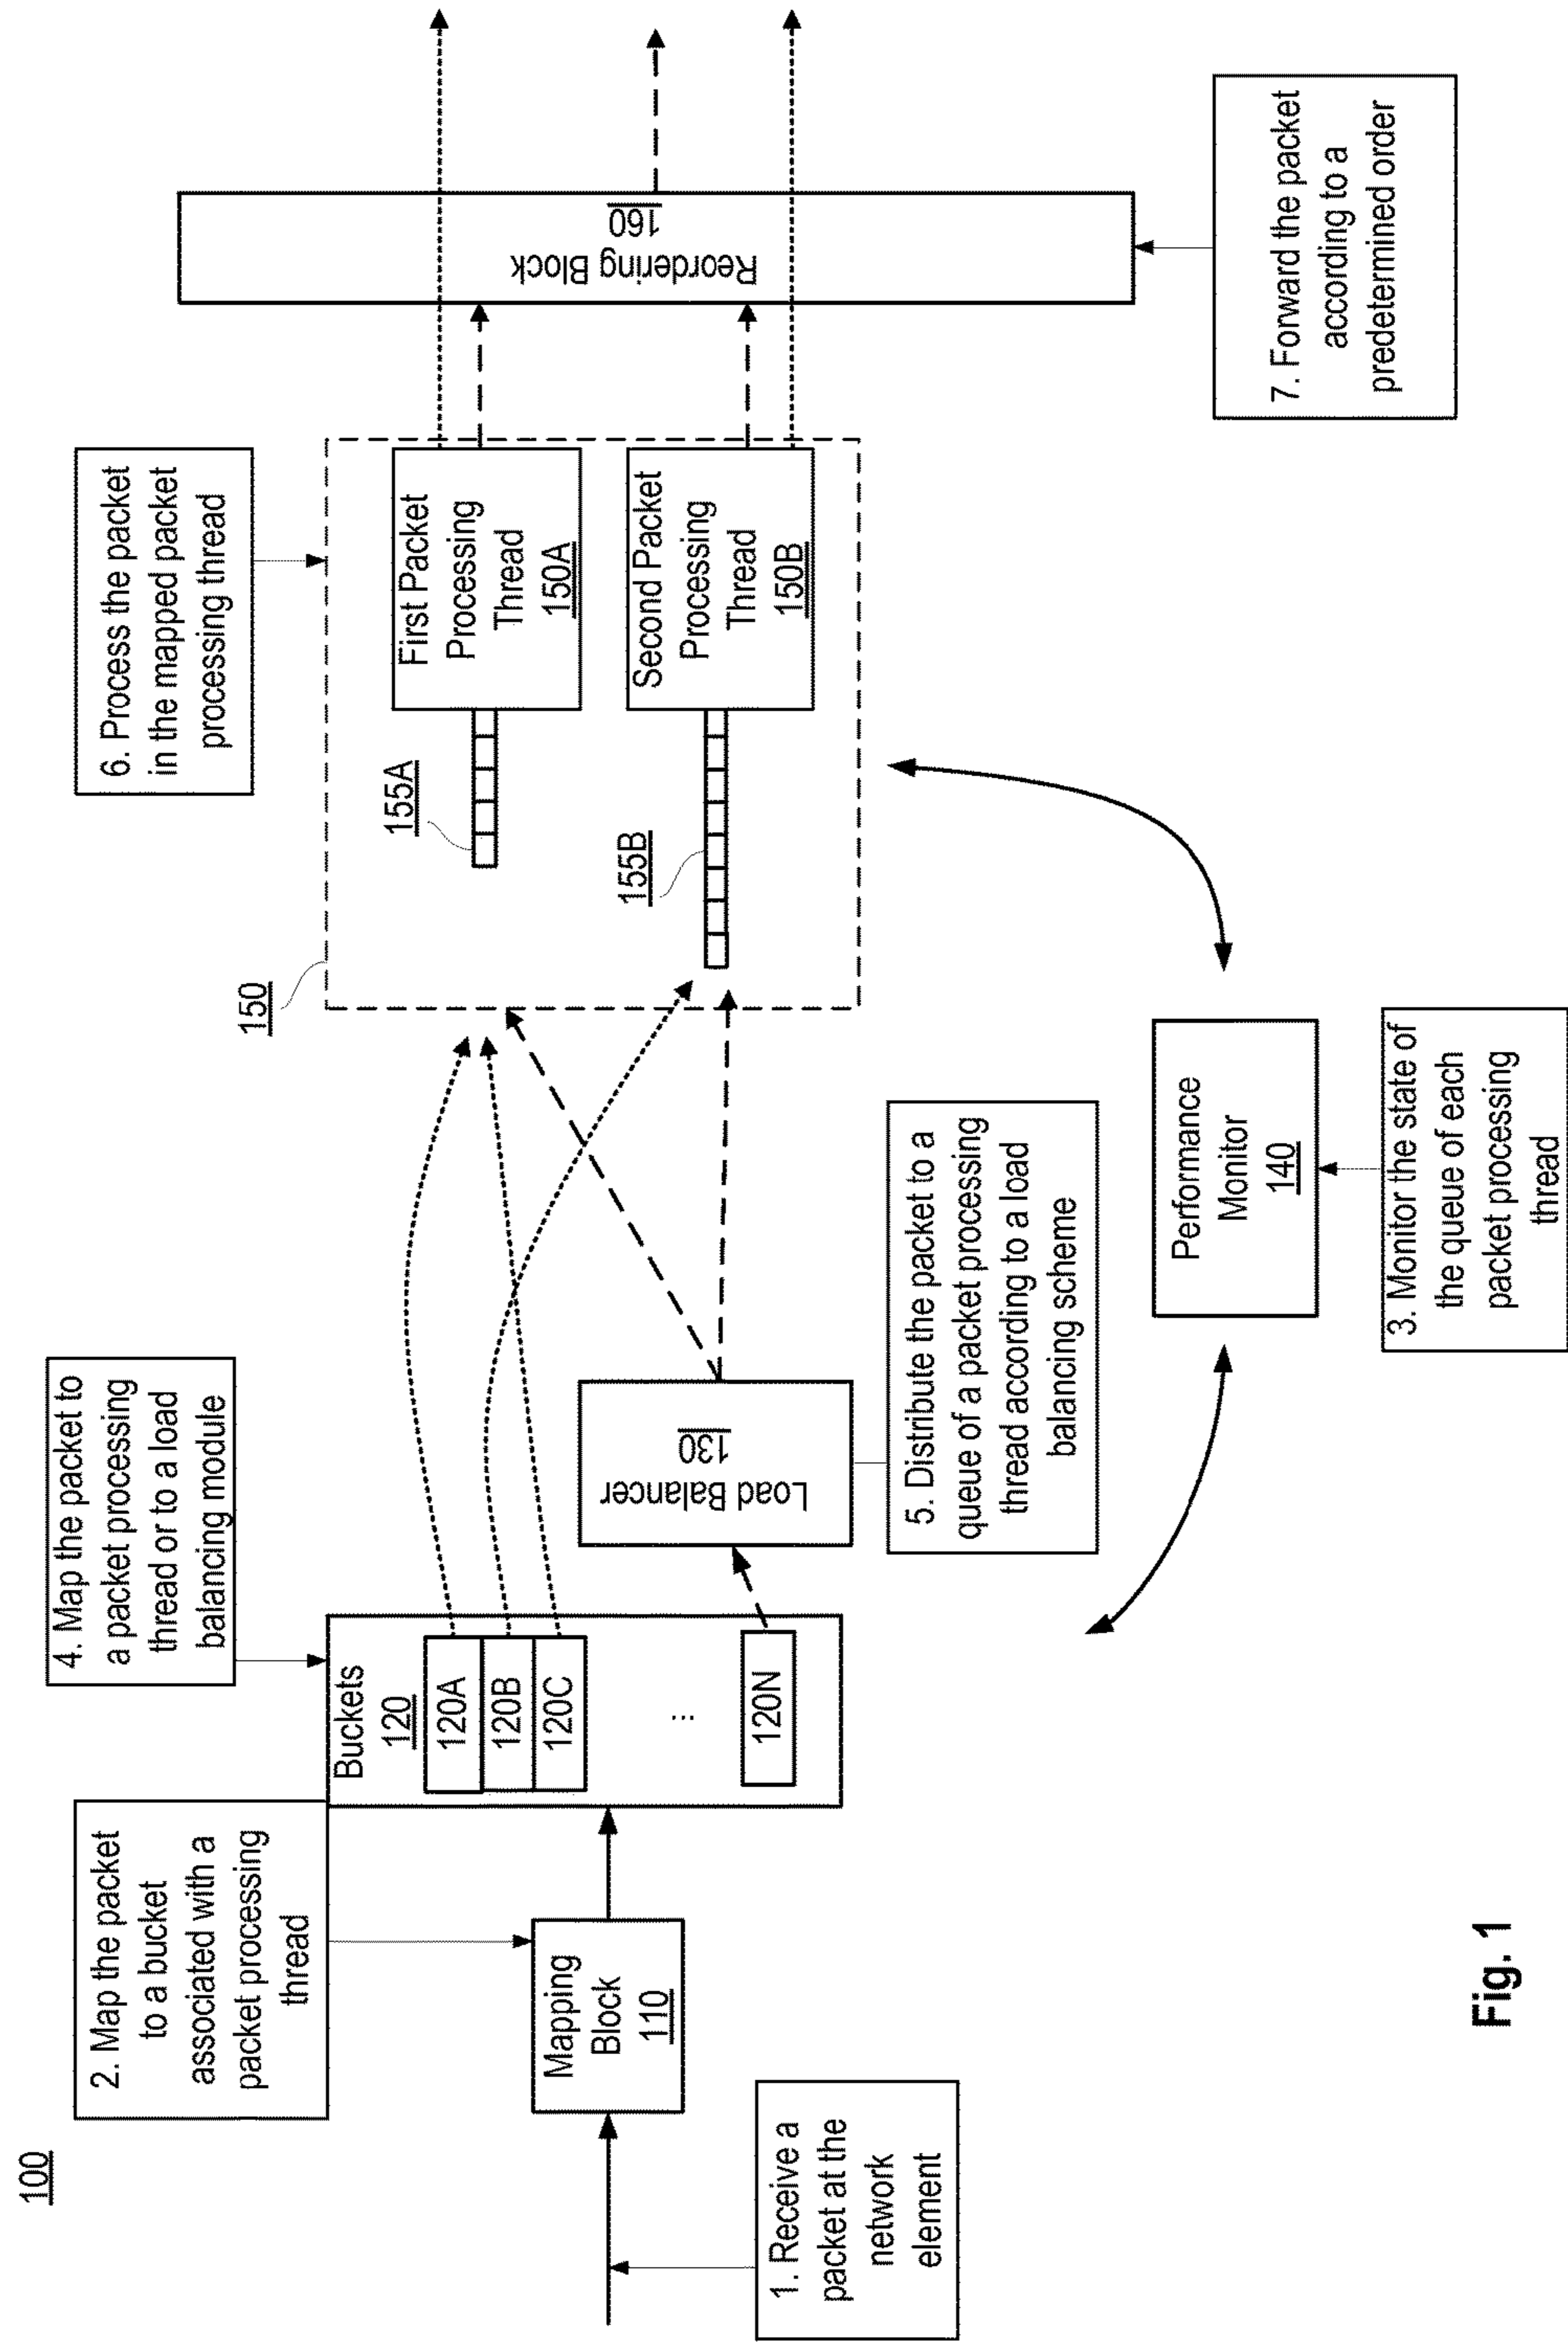 100
1. Receive a
packet at the
network
element
2. Map the packet
to a bucket
associated with a
packet processing
thread
Mapping
Block
110
Buckets
120
120A
120B
120C
...
120N
4. Map the packet to
a packet processing
thread or to a load
balancing module
Load Balancer
130
5. Distribute the packet to a
queue of a packet processing
thread according to a load
balancing scheme
Performance
Monitor
140
3. Monitor the state of
the queue of each
packet processing
thread
150
155A
155B
First Packet
Processing
Thread
150A
Second Packet
Processing
Thread
150B
6. Process the packet
in the mapped packet
processing thread
Reordering Block
160
7. Forward the packet
according to a
predetermined order
Fig. 1